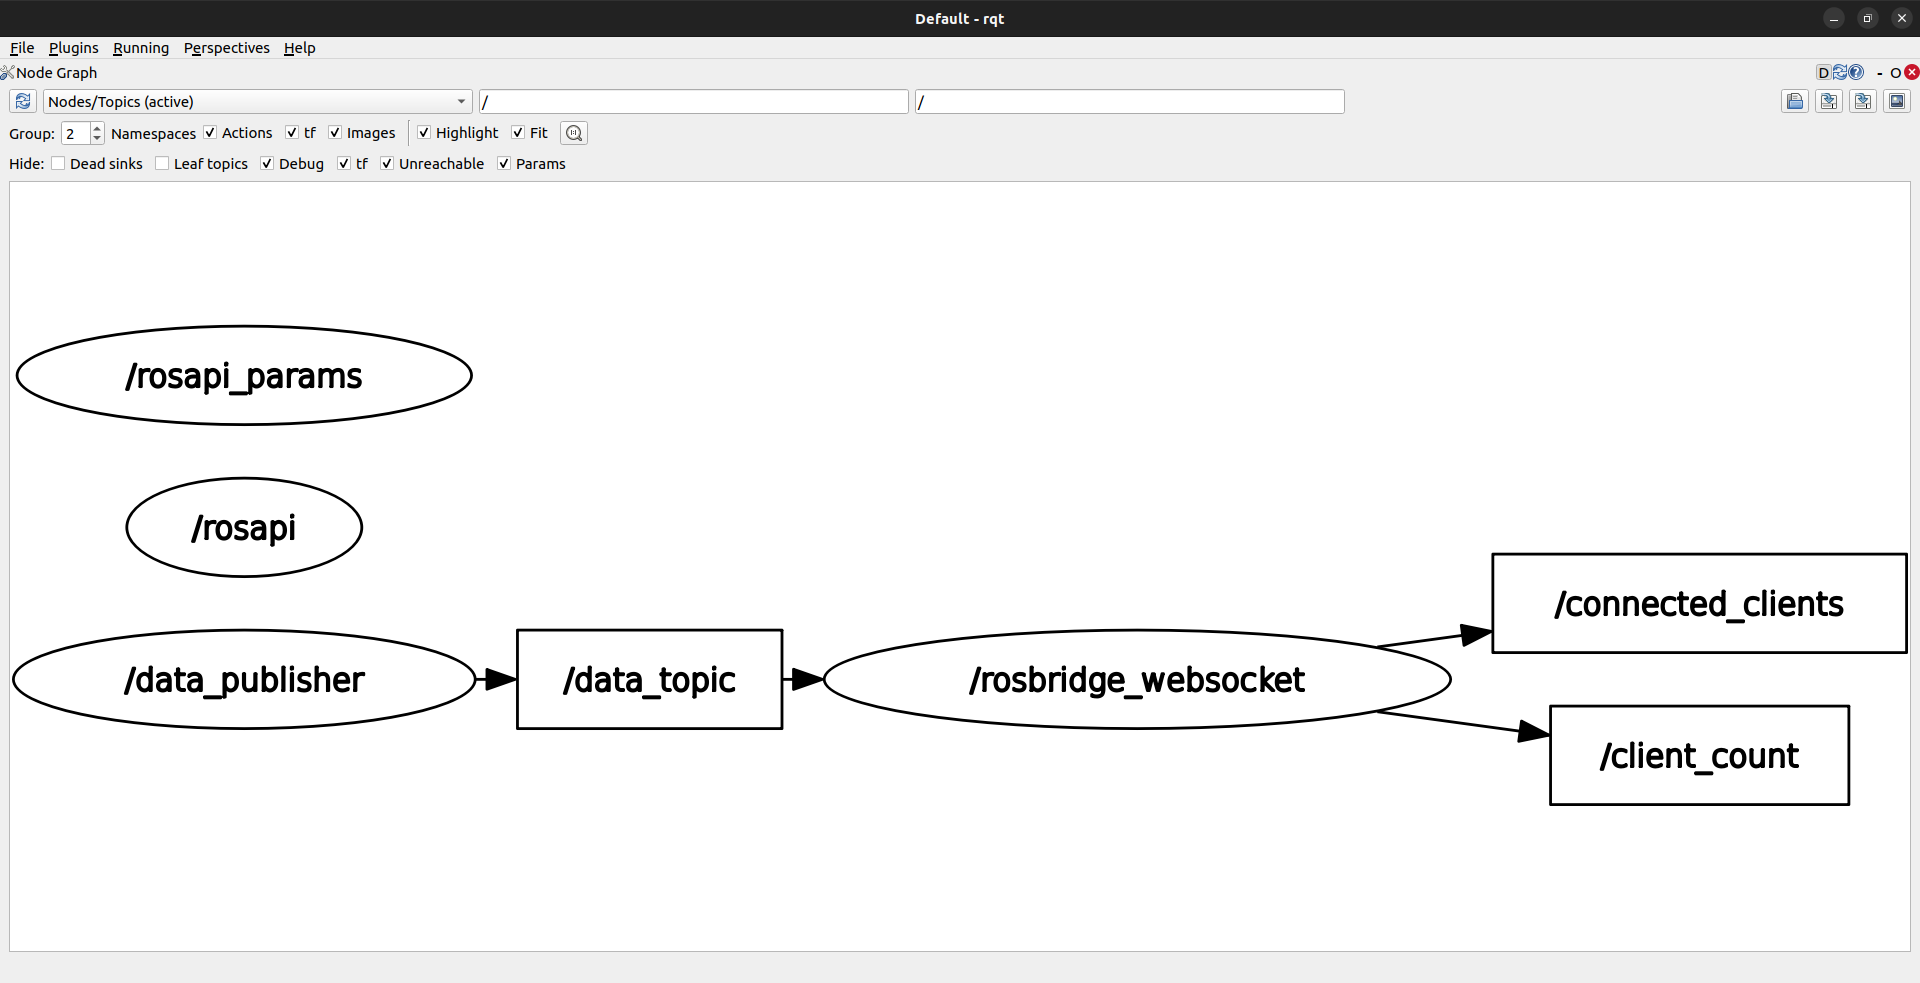 Default - rqt
File Plugins Running Perspectives Help
Node Graph D - O
Nodes/Topics (active) / /
Group: 2 Namespaces Actions tf Images Highlight Fit
Hide: Dead sinks Leaf topics Debug tf Unreachable Params
/rosapi_params
/rosapi
/connected_clients
/data_publisher /data_topic /rosbridge_websocket
/client_count